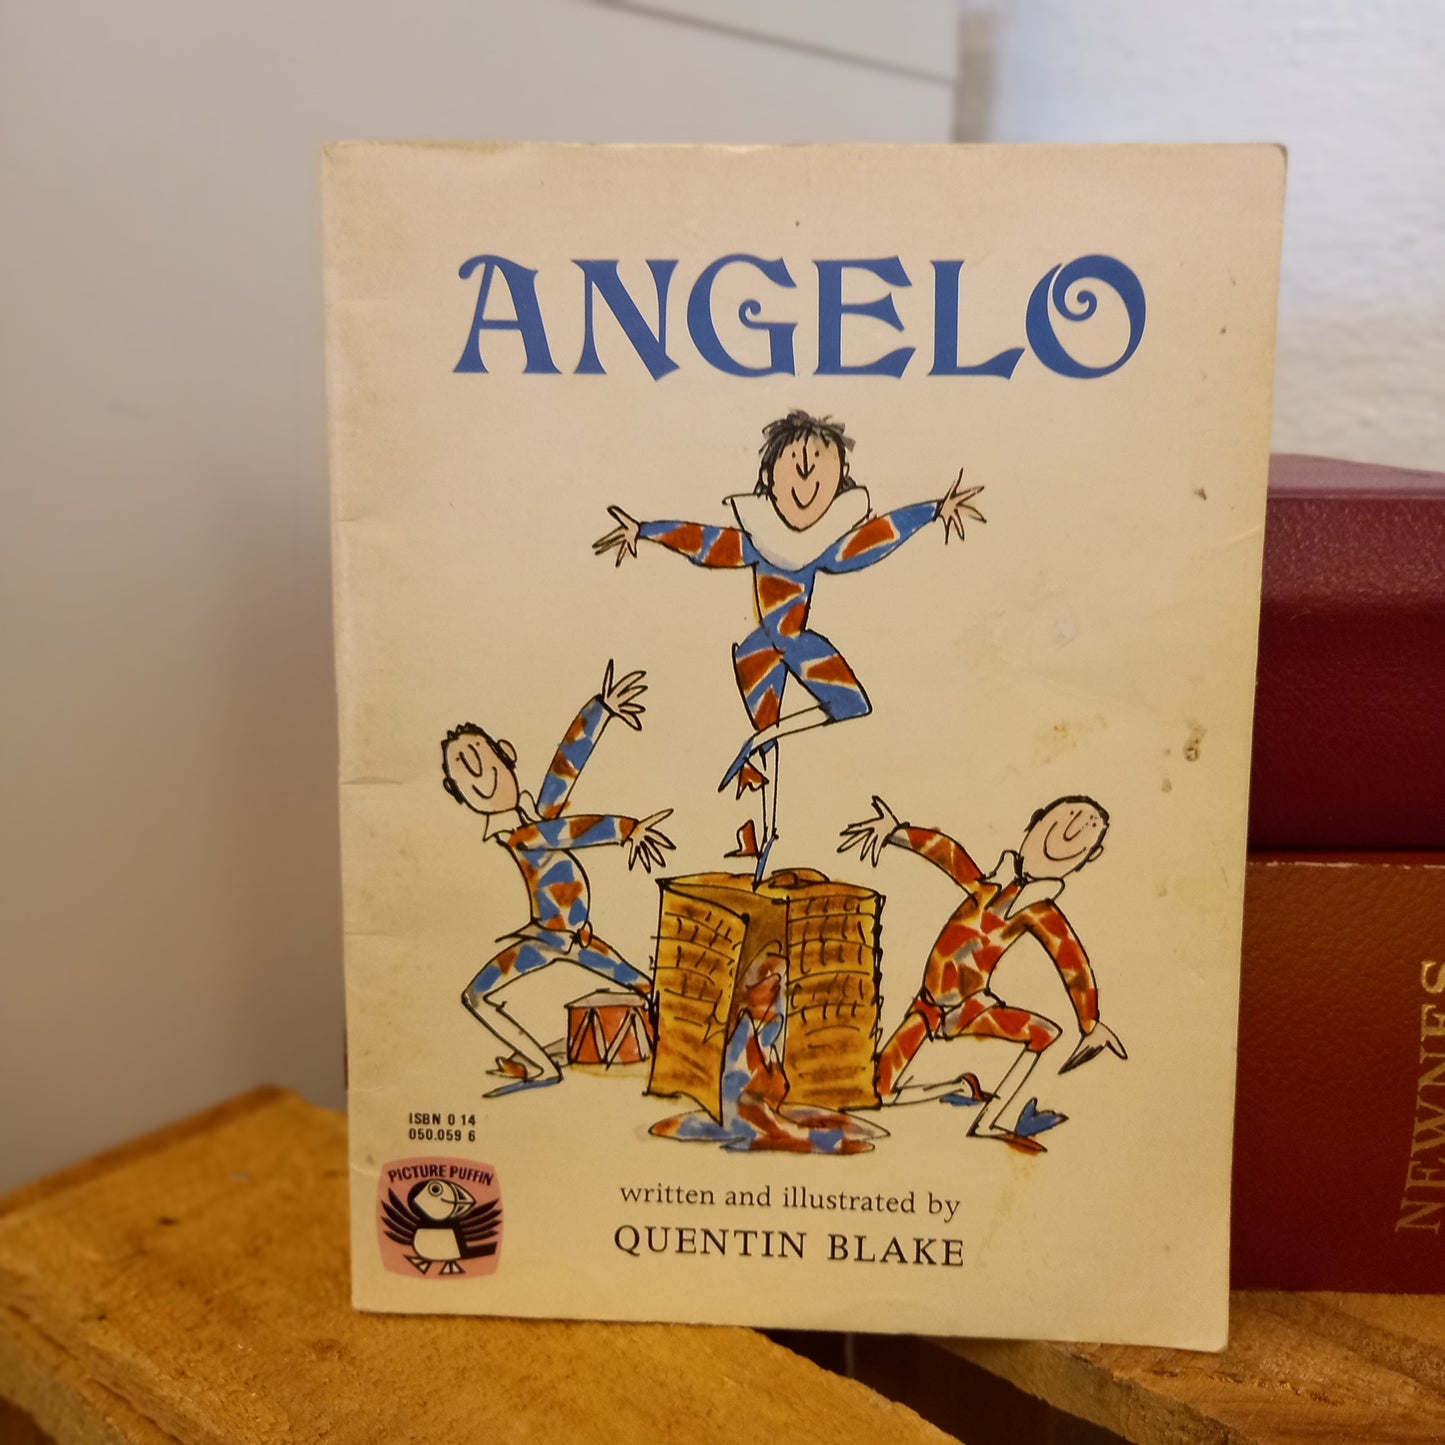 ANGELO
ISBN 0 14
050.059 6
PICTURE PUFFIN
written and illustrated by
QUENTIN BLAKE
NEWNES